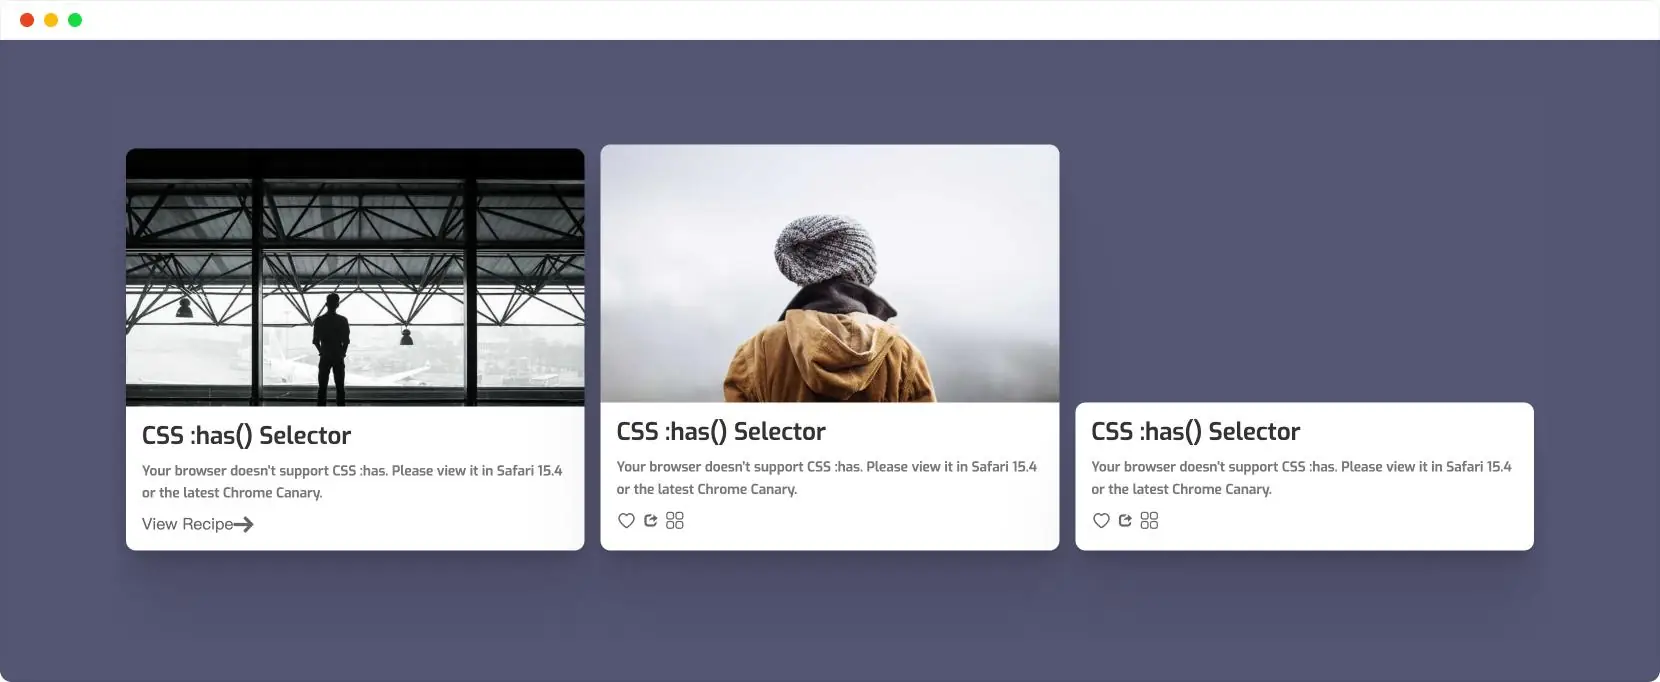 CSS :has() Selector
Your browser doesn't support CSS :has. Please view it in Safari 15.4
or the latest Chrome Canary.
View Recipe
CSS :has() Selector
Your browser doesn't support CSS :has. Please view it in Safari 15.4
or the latest Chrome Canary.
CSS :has() Selector
Your browser doesn't support CSS :has. Please view it in Safari 15.4
or the latest Chrome Canary.